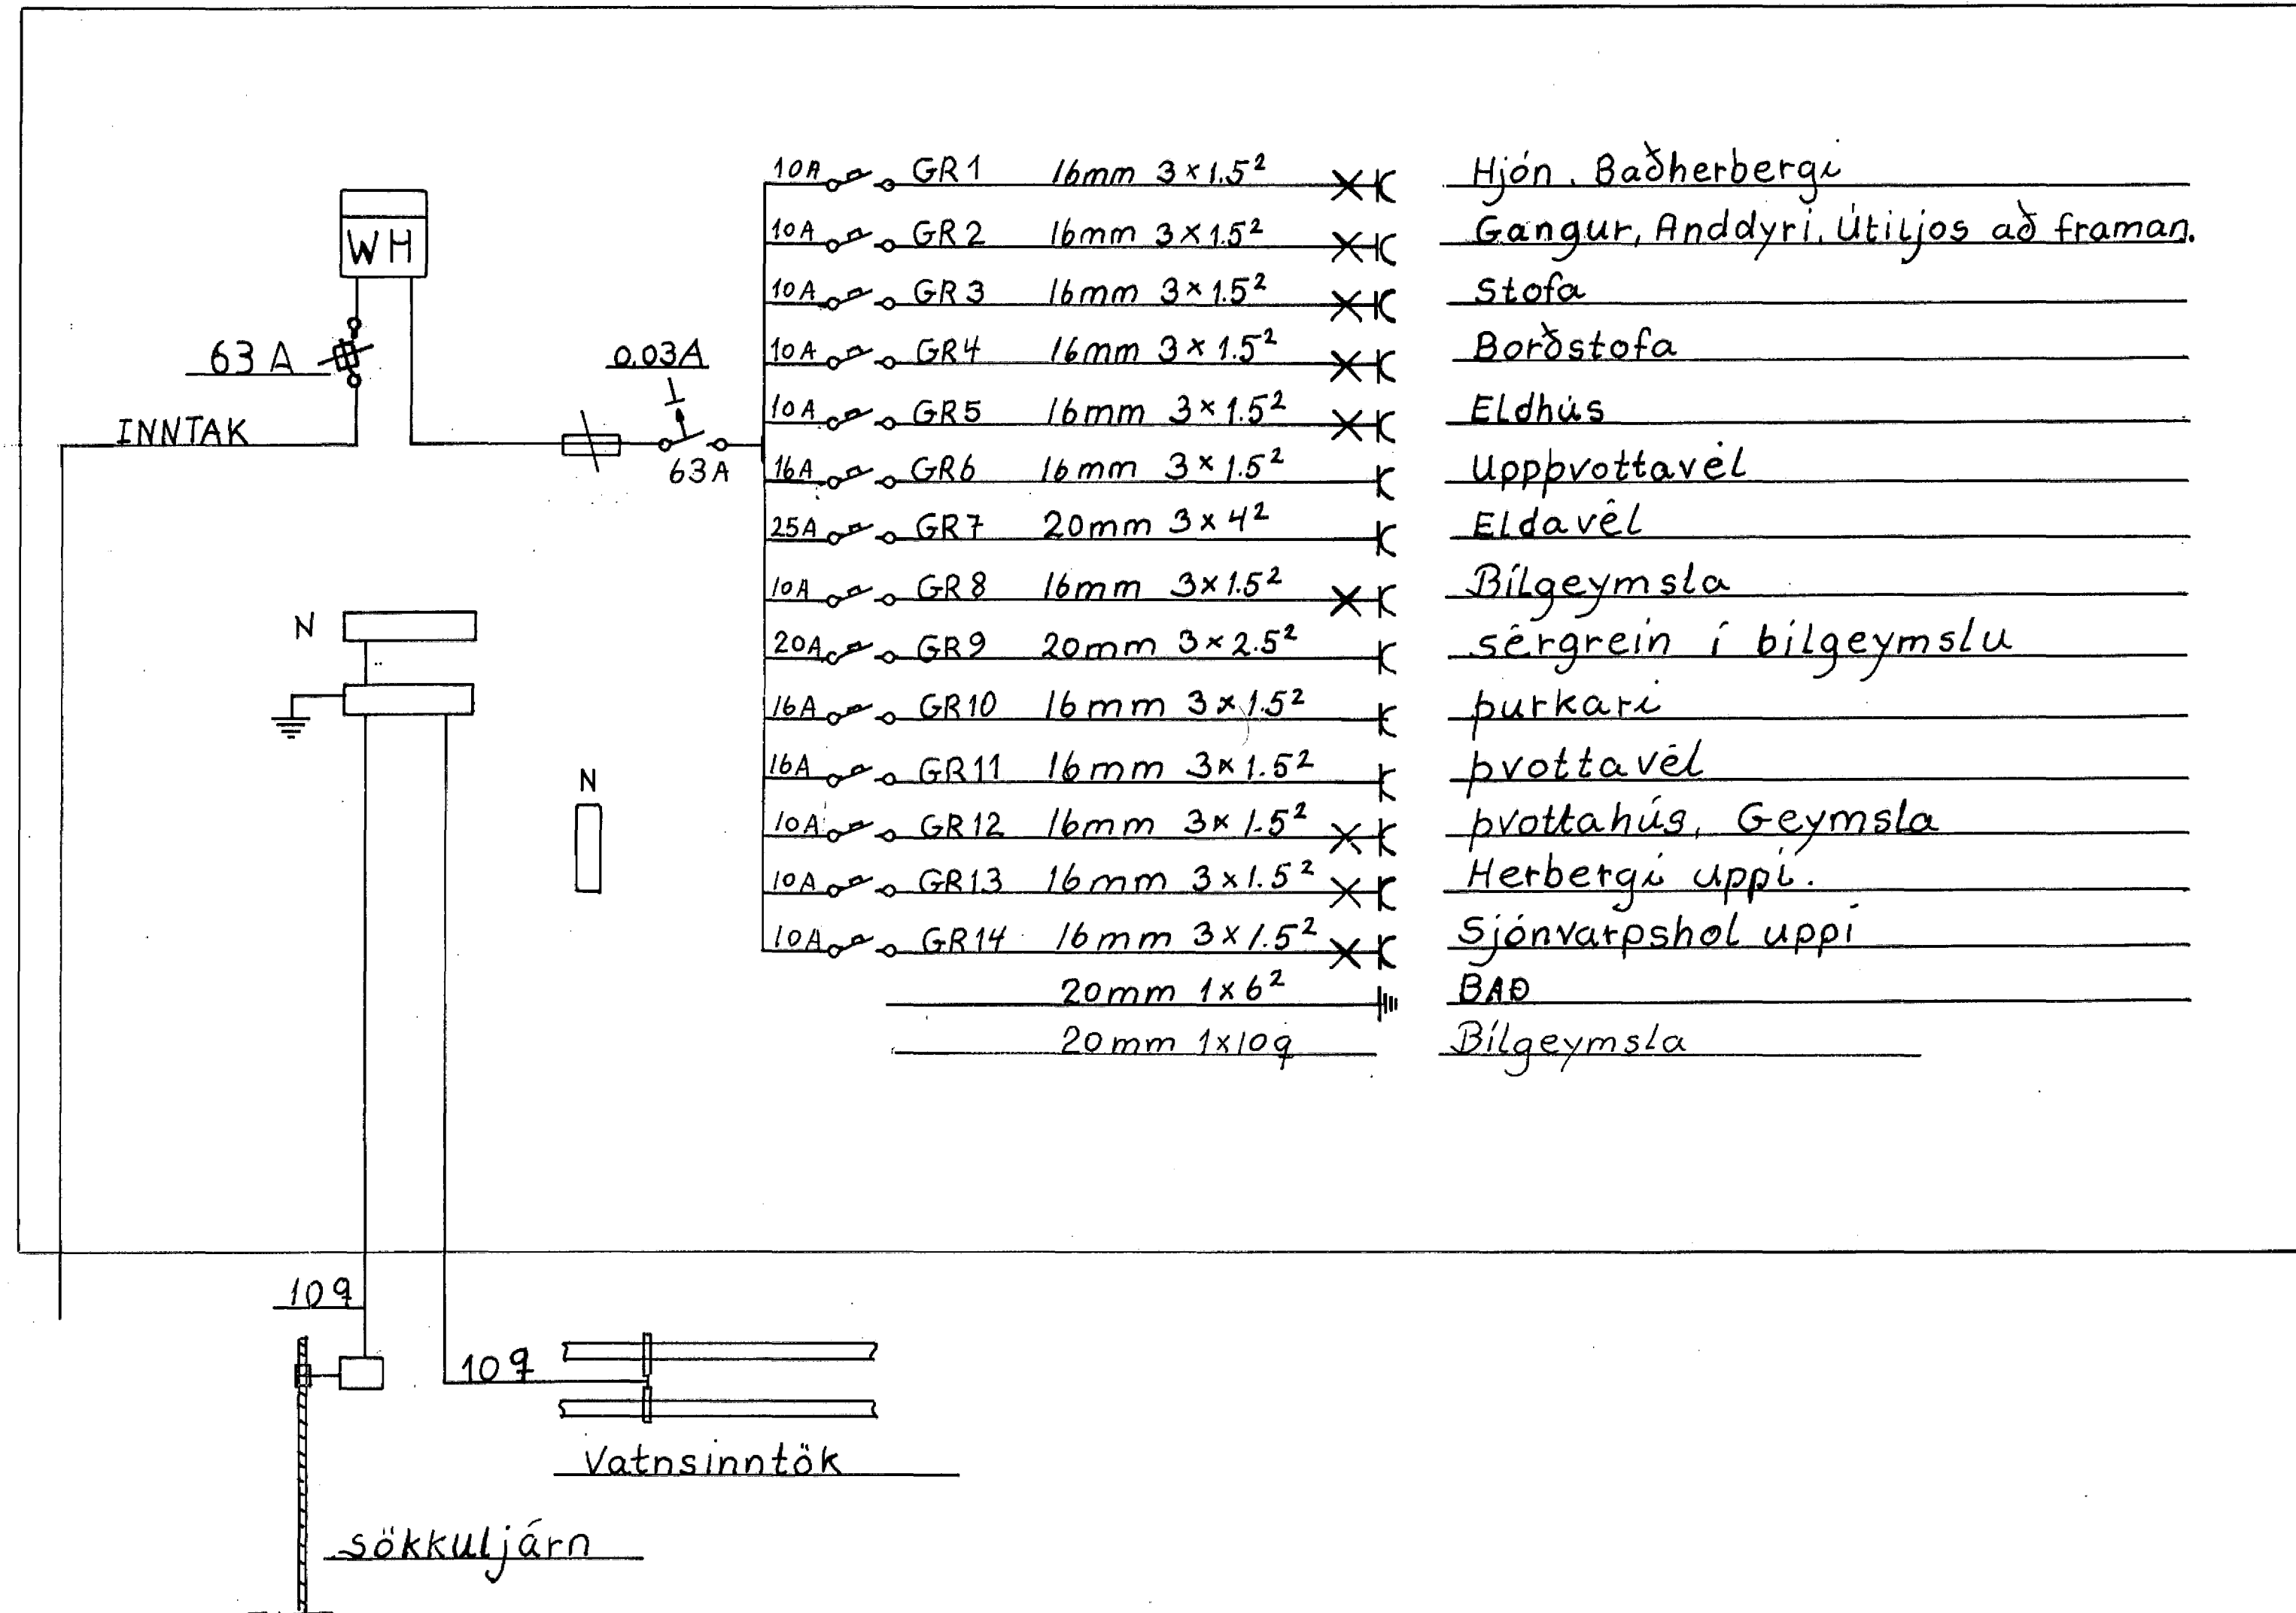 10A GR1 16mm 3×1.5² Hjón. Baðherbergi
10A GR2 16mm 3×1.5² Gangur, Anddyri, Útiljos að framan.
10A GR3 16mm 3×1.5² Stofa
10A GR4 16mm 3×1.5² Borðstofa
10A GR5 16mm 3×1.5² Eldhús
16A GR6 16mm 3×1.5² Uppþvottavél
25A GR7 20mm 3×4² Eldavél
10A GR8 16mm 3×1.5² Bílgeymsla
20A GR9 20mm 3×2.5² sérgrein í bílgeymslu
16A GR10 16mm 3×1.5² þurkari
16A GR11 16mm 3×1.5² þvottavél
10A GR12 16mm 3×1.5² þvottahús, Geymsla
10A GR13 16mm 3×1.5² Herbergi uppi.
10A GR14 16mm 3×1.5² Sjónvarpshol uppi
20mm 1×6² BAÐ
20mm 1×10q Bílgeymsla
WH
63A
0.03A
INNTAK
63A
N
N
10q
10q
Vatnsinntök
sökkuljárn